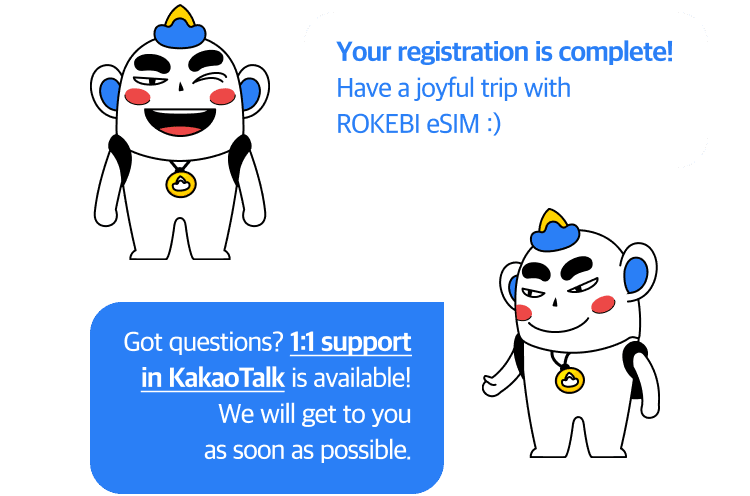 Your registration is complete!
Have a joyful trip with
ROKEBI eSIM :)
Got questions? 1:1 support
in KakaoTalk is available!
We will get to you
as soon as possible.